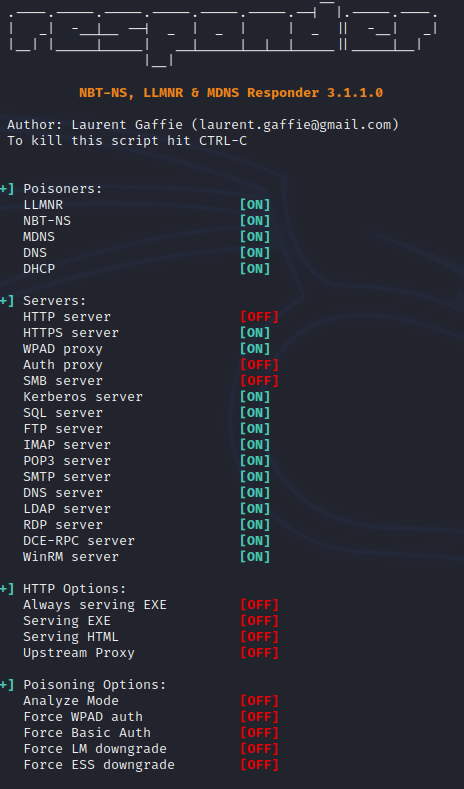 responder
NBT-NS, LLMNR & MDNS Responder 3.1.1.0
Author: Laurent Gaffie (laurent.gaffie@gmail.com)
To kill this script hit CTRL-C
+] Poisoners:
LLMNR [ON]
NBT-NS [ON]
MDNS [ON]
DNS [ON]
DHCP [ON]
+] Servers:
HTTP server [OFF]
HTTPS server [ON]
WPAD proxy [ON]
Auth proxy [OFF]
SMB server [OFF]
Kerberos server [ON]
SQL server [ON]
FTP server [ON]
IMAP server [ON]
POP3 server [ON]
SMTP server [ON]
DNS server [ON]
LDAP server [ON]
RDP server [ON]
DCE-RPC server [ON]
WinRM server [ON]
+] HTTP Options:
Always serving EXE [OFF]
Serving EXE [OFF]
Serving HTML [OFF]
Upstream Proxy [OFF]
+] Poisoning Options:
Analyze Mode [OFF]
Force WPAD auth [OFF]
Force Basic Auth [OFF]
Force LM downgrade [OFF]
Force ESS downgrade [OFF]